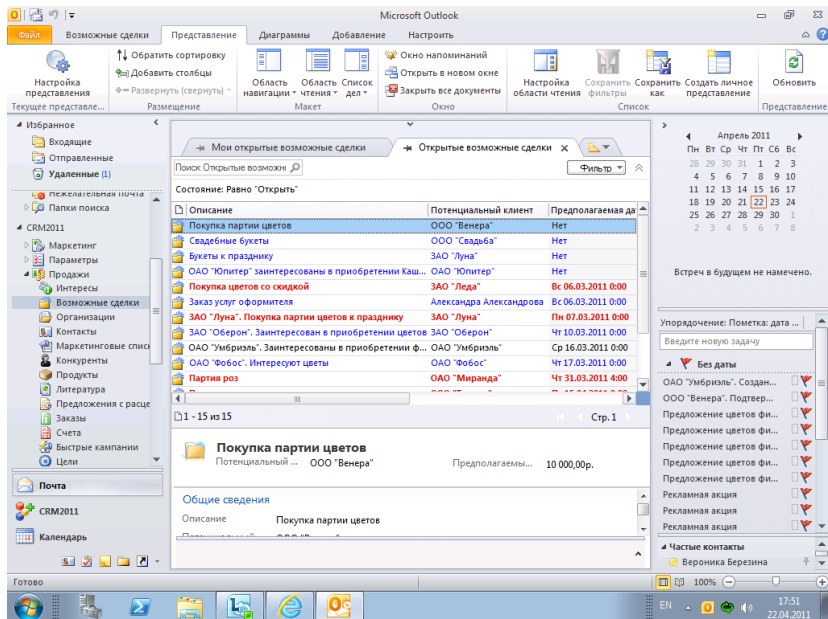 Microsoft Outlook
Файл Возможные сделки Представление Диаграммы Добавление Настроить
Настройка представления
Обратить сортировку
Добавить столбцы
Развернуть (свернуть)
Область навигации
Область чтения
Список дел
Окно напоминаний
Открыть в новом окне
Закрыть все документы
Настройка области чтения
Сохранить фильтры
Сохранить как
Создать личное представление
Обновить
Текущее представле... Размещение Макет Окно Список Представление
Избранное
Входящие
Отправленные
Удаленные (1)
Нежелательная почта
Папки поиска
CRM2011
Маркетинг
Параметры
Продажи
Интересы
Возможные сделки
Организации
Контакты
Маркетинговые списк
Конкуренты
Продукты
Литература
Предложения с расце
Заказы
Счета
Быстрые кампании
Цели
Почта
CRM2011
Календарь
Мои открытые возможные сделки Открытые возможные сделки
Поиск Открытые возможні Фильтр
Состояние: Равно "Открыть"
Описание Потенциальный клиент Предполагаемая да
Покупка партии цветов ООО "Венера" Нет
Свадебные букеты ООО "Свадьба" Нет
Букеты к празднику ЗАО "Луна" Нет
ОАО "Юпитер" заинтересованы в приобретении Каш... ОАО "Юпитер" Нет
Покупка цветов со скидкой ЗАО "Леда" Вс 06.03.2011 0:00
Заказ услуг оформителя Александра Александрова Вс 06.03.2011 0:00
ЗАО "Луна". Покупка партии цветов к празднику ЗАО "Луна" Пн 07.03.2011 0:00
ЗАО "Оберон". Заинтересован в приобретении цветов ЗАО "Оберон" Чт 10.03.2011 0:00
ОАО "Умбриэль". Заинтересованы в приобретении ф... ОАО "Умбриэль" Ср 16.03.2011 0:00
ОАО "Фобос". Интересуют цветы ОАО "Фобос" Чт 17.03.2011 0:00
Партия роз ОАО "Миранда" Чт 31.03.2011 4:00
1 - 15 из 15 Стр.1
Покупка партии цветов
Потенциальный ... ООО "Венера" Предполагаемы... 10 000,00р.
Общие сведения
Описание Покупка партии цветов
Апрель 2011
Пн Вт Ср Чт Пт Сб Вс
28 29 30 31 1 2 3
4 5 6 7 8 9 10
11 12 13 14 15 16 17
18 19 20 21 22 23 24
25 26 27 28 29 30 1
2 3 4 5 6 7 8
Встреч в будущем не намечено.
Упорядочение: Пометка: дата ...
Введите новую задачу
Без даты
ОАО "Умбриэль". Создан...
ООО "Венера". Подтвер...
Предложение цветов фи...
Предложение цветов фи...
Предложение цветов фи...
Предложение цветов фи...
Предложение цветов фи...
Рекламная акция
Рекламная акция
Рекламная акция
Частые контакты
Вероника Березина
Готово 100%
EN 17:51
22.04.2011